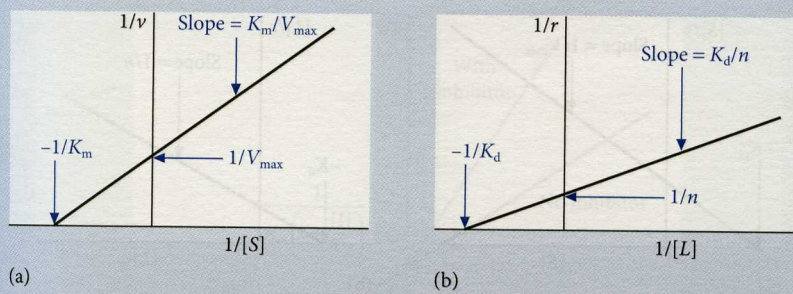 1/v
Slope = Km/Vmax
−1/Km
1/Vmax
1/[S]
(a)
1/r
Slope = Kd/n
−1/Kd
1/n
1/[L]
(b)